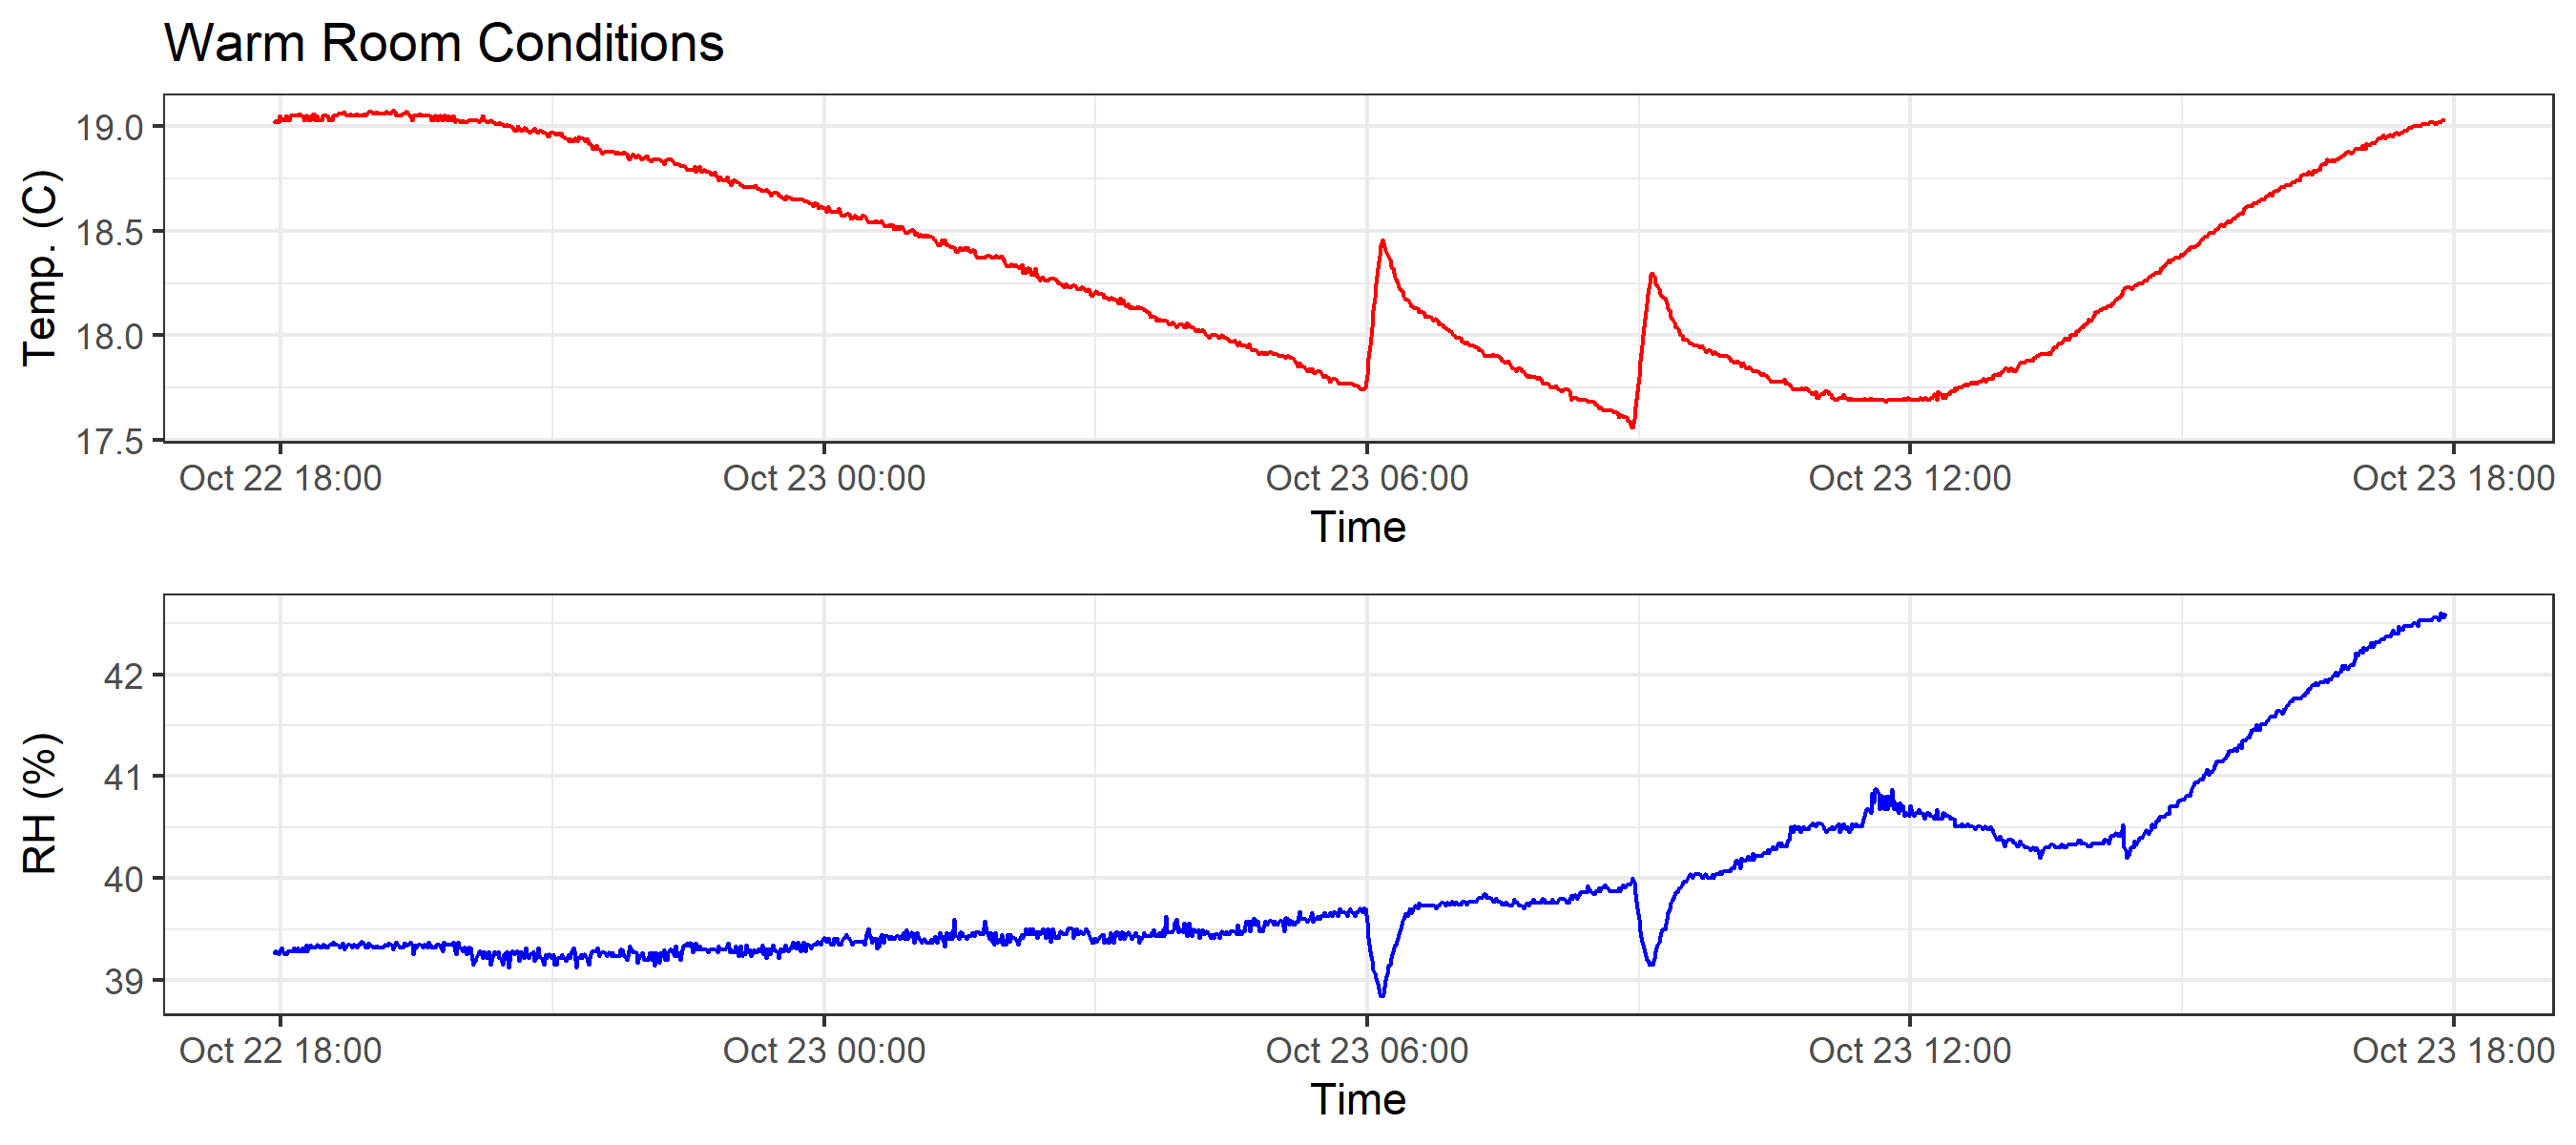 Warm Room Conditions
Temp. (C)
19.0
18.5
18.0
17.5
Oct 22 18:00 Oct 23 00:00 Oct 23 06:00 Oct 23 12:00 Oct 23 18:00
Time
RH (%)
42
41
40
39
Oct 22 18:00 Oct 23 00:00 Oct 23 06:00 Oct 23 12:00 Oct 23 18:00
Time